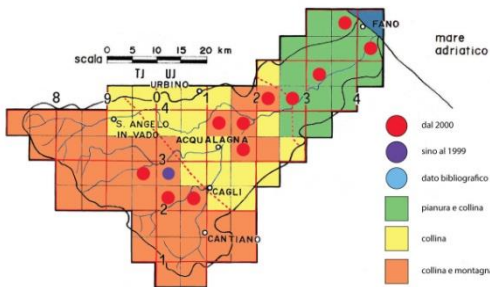 FANO
mare
adriatico
scala 0 5 10 15 20 km
TJ UJ
URBINO
8 9 0 1 2 3 4
4
S. ANGELO
IN VADO
ACQUALAGNA
3
CAGLI
2
CANTIANO
1
dal 2000
sino al 1999
dato bibliografico
pianura e collina
collina
collina e montagna